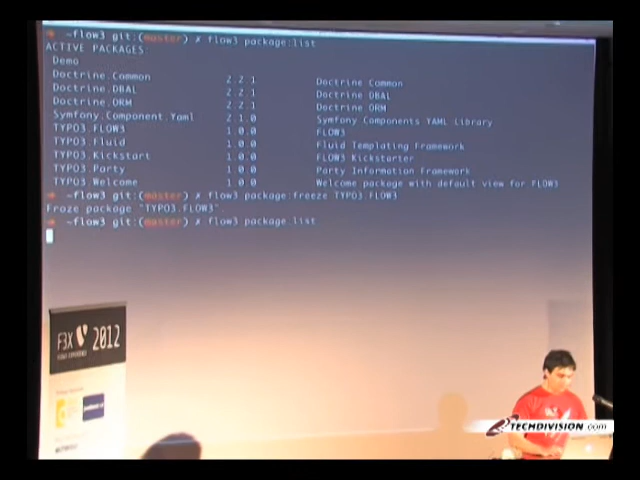 ~flow3 git:(master) ✗ flow3 package:list
ACTIVE PACKAGES:
Demo
Doctrine.Common 2.2.1 Doctrine Common
Doctrine.DBAL 2.2.1 Doctrine DBAL
Doctrine.ORM 2.2.1 Doctrine ORM
Symfony.Component.Yaml 2.1.0 Symfony Components YAML Library
TYPO3.FLOW3 1.0.0 FLOW3
TYPO3.Fluid 1.0.0 Fluid Templating Framework
TYPO3.Kickstart 1.0.0 FLOW3 Kickstarter
TYPO3.Party 1.0.0 Party Information Framework
TYPO3.Welcome 1.0.0 Welcome package with default view for FLOW3
~flow3 git:(master) ✗ flow3 package:freeze TYPO3.FLOW3
Froze package "TYPO3.FLOW3".
~flow3 git:(master) ✗ flow3 package:list
F3X 2012
TECHDIVISION.com